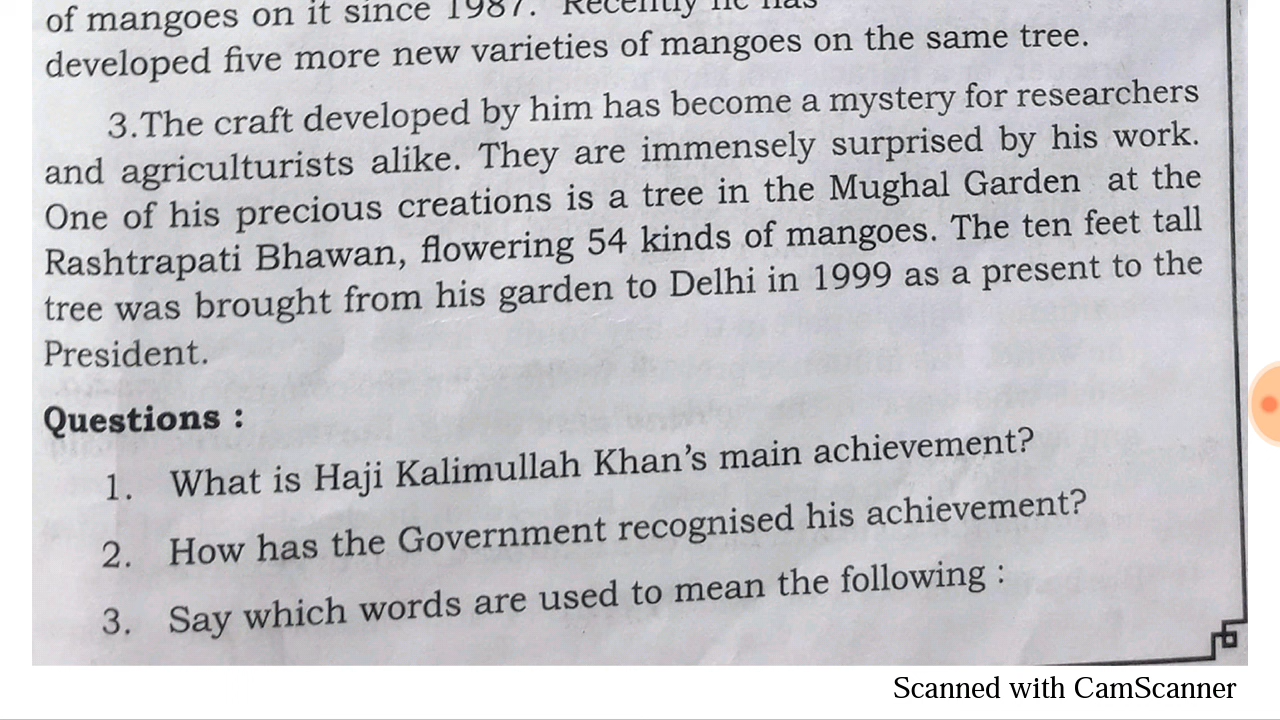 of mangoes on it since 1987. Recently he has
developed five more new varieties of mangoes on the same tree.
3.The craft developed by him has become a mystery for researchers
and agriculturists alike. They are immensely surprised by his work.
One of his precious creations is a tree in the Mughal Garden at the
Rashtrapati Bhawan, flowering 54 kinds of mangoes. The ten feet tall
tree was brought from his garden to Delhi in 1999 as a present to the
President.
Questions :
1. What is Haji Kalimullah Khan's main achievement?
2. How has the Government recognised his achievement?
3. Say which words are used to mean the following :
Scanned with CamScanner